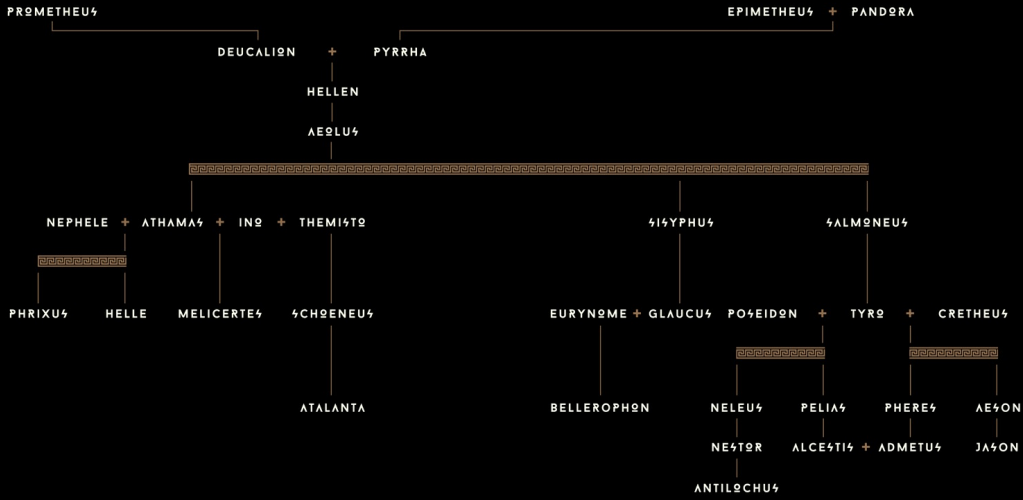 PROMETHEUS EPIMETHEUS + PANDORA
DEUCALION + PYRRHA
HELLEN
AEOLUS
NEPHELE + ATHAMAS + INO + THEMISTO SISYPHUS SALMONEUS
PHRIXUS HELLE MELICERTES SCHOENEUS EURYNOME + GLAUCUS POSEIDON + TYRO + CRETHEUS
ATALANTA BELLEROPHON NELEUS PELIAS PHERES AESON
NESTOR ALCESTIS + ADMETUS JASON
ANTILOCHUS